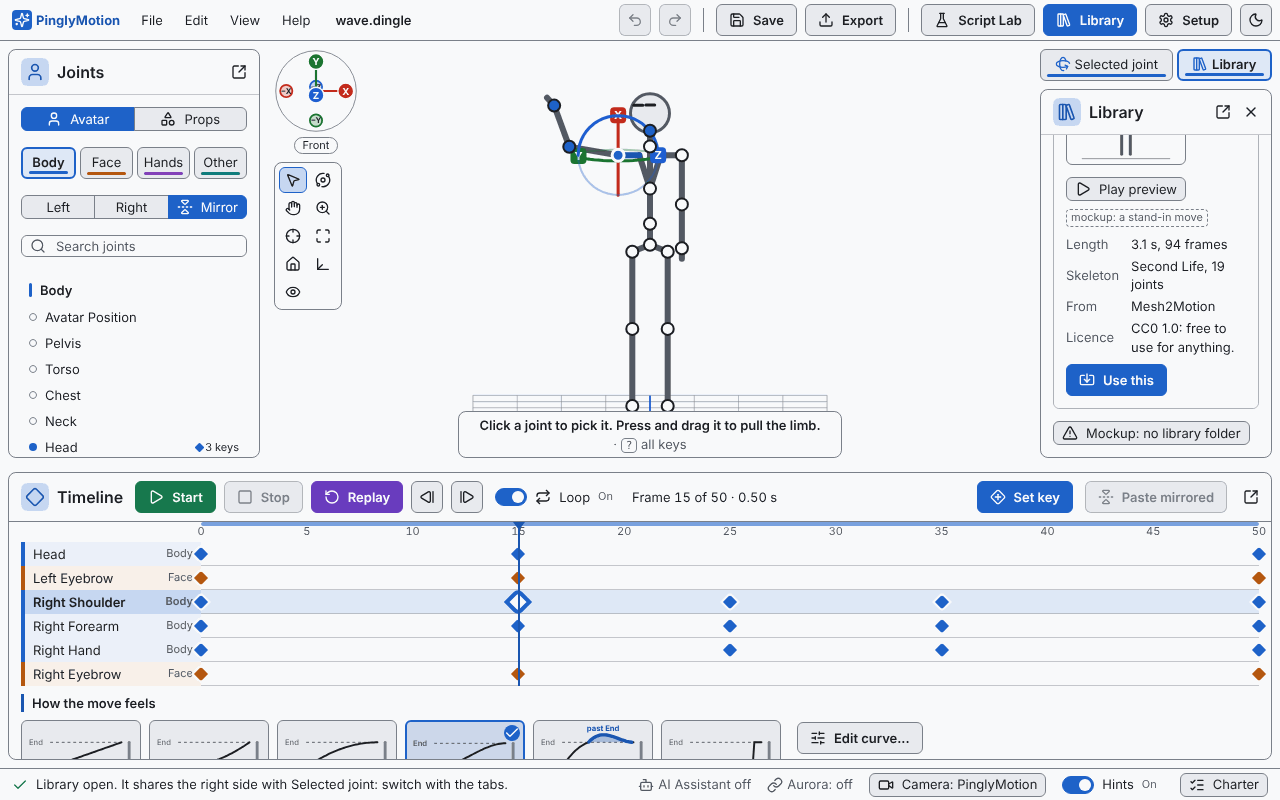 PinglyMotion File Edit View Help wave.dingle Save Export Script Lab Library Setup
Joints
Avatar Props
Body Face Hands Other
Left Right Mirror
Search joints
Body
Avatar Position
Pelvis
Torso
Chest
Neck
Head 3 keys
Y
-X Z X
-Y
Front
Z
Click a joint to pick it. Press and drag it to pull the limb.
· ? all keys
Selected joint Library
Library
Play preview
mockup: a stand-in move
Length 3.1 s, 94 frames
Skeleton Second Life, 19
joints
From Mesh2Motion
Licence CC0 1.0: free to
use for anything.
Use this
Mockup: no library folder
Timeline Start Stop Replay Loop On Frame 15 of 50 · 0.50 s Set key Paste mirrored
0 5 10 15 20 25 30 35 40 45 50
Head Body
Left Eyebrow Face
Right Shoulder Body
Right Forearm Body
Right Hand Body
Right Eyebrow Face
How the move feels
past End
End End End End End End
Edit curve...
Library open. It shares the right side with Selected joint: switch with the tabs. AI Assistant off Aurora: off Camera: PinglyMotion Hints On Charter